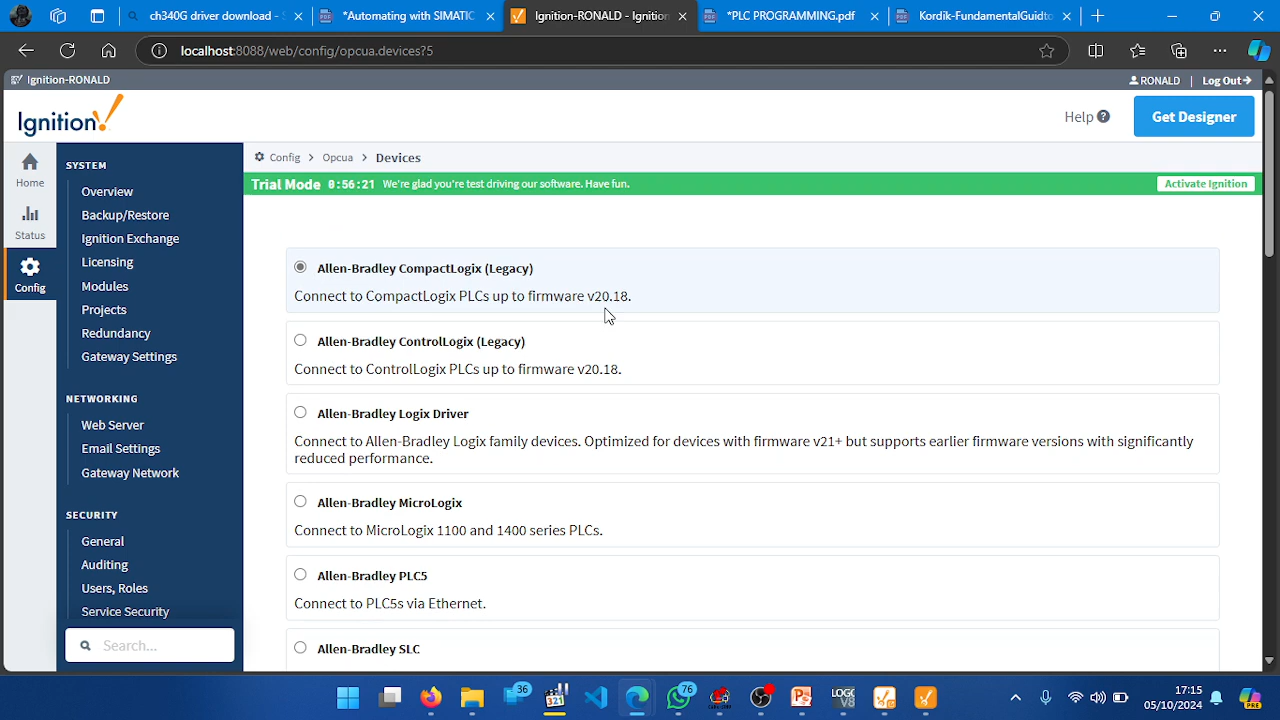 ch340G driver download -
*Automating with SIMATIC
Ignition-RONALD - Ignition
*PLC PROGRAMMING.pdf
Kordik-FundamentalGuidto
localhost:8088/web/config/opcua.devices?5
Ignition-RONALD
RONALD | Log Out
Ignition!
Help
Get Designer
Home
Status
Config
SYSTEM
Overview
Backup/Restore
Ignition Exchange
Licensing
Modules
Projects
Redundancy
Gateway Settings
NETWORKING
Web Server
Email Settings
Gateway Network
SECURITY
General
Auditing
Users, Roles
Service Security
Search...
Config > Opcua > Devices
Trial Mode 0:56:21 We're glad you're test driving our software. Have fun.
Activate Ignition
Allen-Bradley CompactLogix (Legacy)
Connect to CompactLogix PLCs up to firmware v20.18.
Allen-Bradley ControlLogix (Legacy)
Connect to ControlLogix PLCs up to firmware v20.18.
Allen-Bradley Logix Driver
Connect to Allen-Bradley Logix family devices. Optimized for devices with firmware v21+ but supports earlier firmware versions with significantly
reduced performance.
Allen-Bradley MicroLogix
Connect to MicroLogix 1100 and 1400 series PLCs.
Allen-Bradley PLC5
Connect to PLC5s via Ethernet.
Allen-Bradley SLC
36
321
76
V8
PRE
17:15
05/10/2024